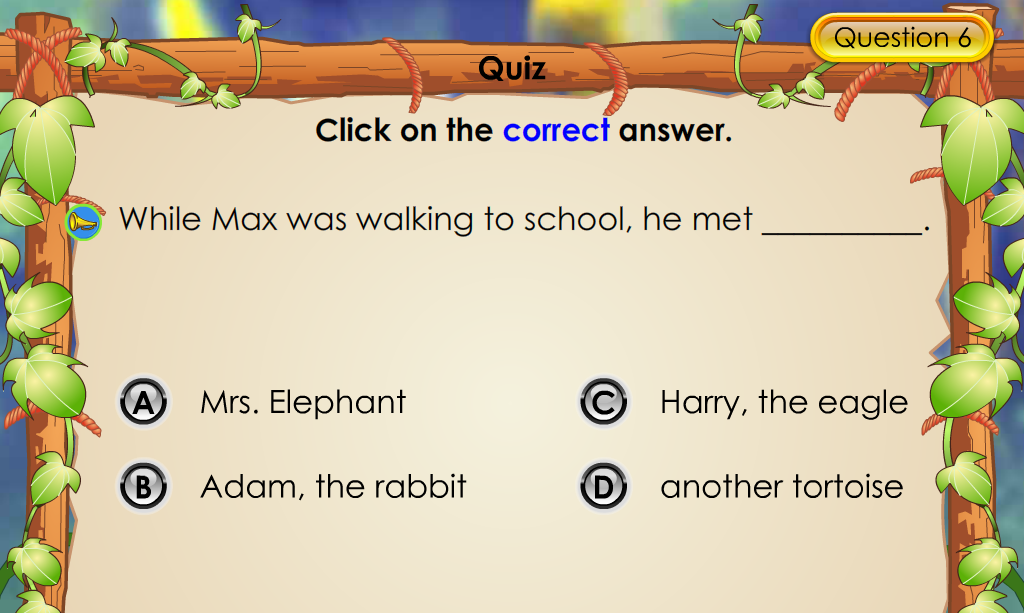 Question 6
Quiz
Click on the correct answer.
While Max was walking to school, he met __________.
A Mrs. Elephant
B Adam, the rabbit
C Harry, the eagle
D another tortoise